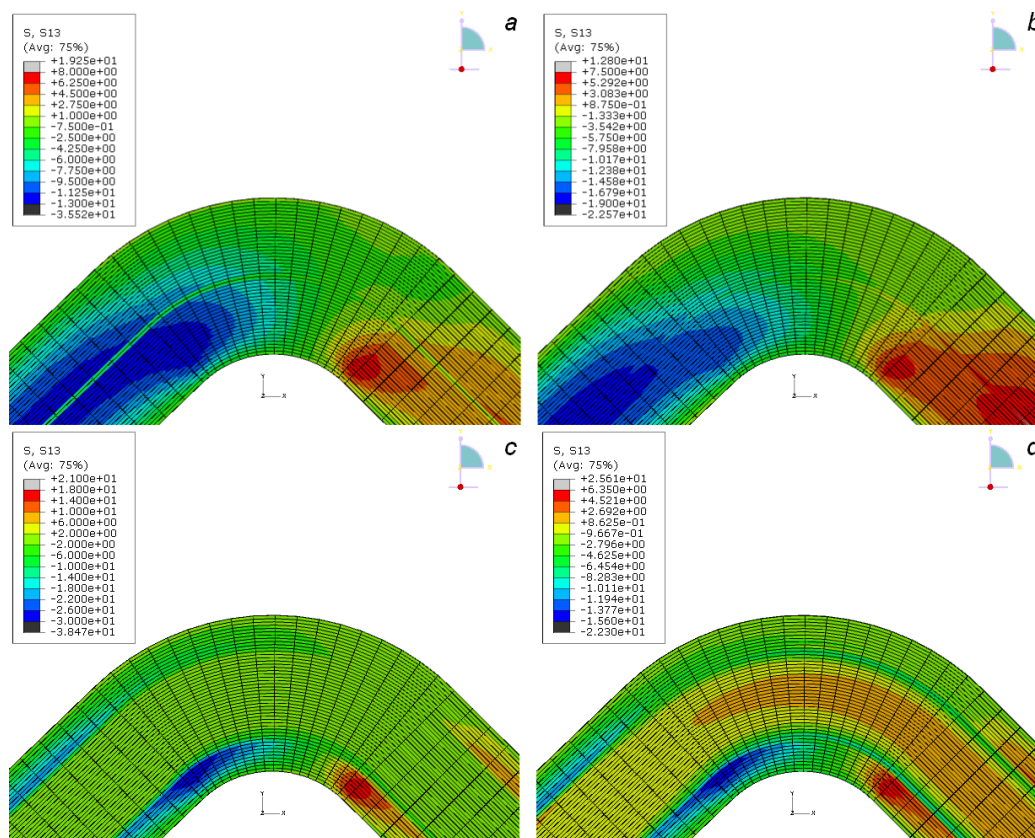 a
S, S13
(Avg: 75%)
+1.925e+01
+8.000e+00
+6.250e+00
+4.500e+00
+2.750e+00
+1.000e+00
-7.500e-01
-2.500e+00
-4.250e+00
-6.000e+00
-7.750e+00
-9.500e+00
-1.125e+01
-1.300e+01
-3.552e+01
Y
Z X
b
S, S13
(Avg: 75%)
+1.280e+01
+7.500e+00
+5.292e+00
+3.083e+00
+8.750e-01
-1.333e+00
-3.542e+00
-5.750e+00
-7.958e+00
-1.017e+01
-1.238e+01
-1.458e+01
-1.679e+01
-1.900e+01
-2.257e+01
Y
Z X
c
S, S13
(Avg: 75%)
+2.100e+01
+1.800e+01
+1.400e+01
+1.000e+01
+6.000e+00
+2.000e+00
-2.000e+00
-6.000e+00
-1.000e+01
-1.400e+01
-1.800e+01
-2.200e+01
-2.600e+01
-3.000e+01
-3.847e+01
Y
Z X
d
S, S13
(Avg: 75%)
+2.561e+01
+6.350e+00
+4.521e+00
+2.692e+00
+8.625e-01
-9.667e-01
-2.796e+00
-4.625e+00
-6.454e+00
-8.283e+00
-1.011e+01
-1.194e+01
-1.377e+01
-1.560e+01
-2.230e+01
Y
Z X